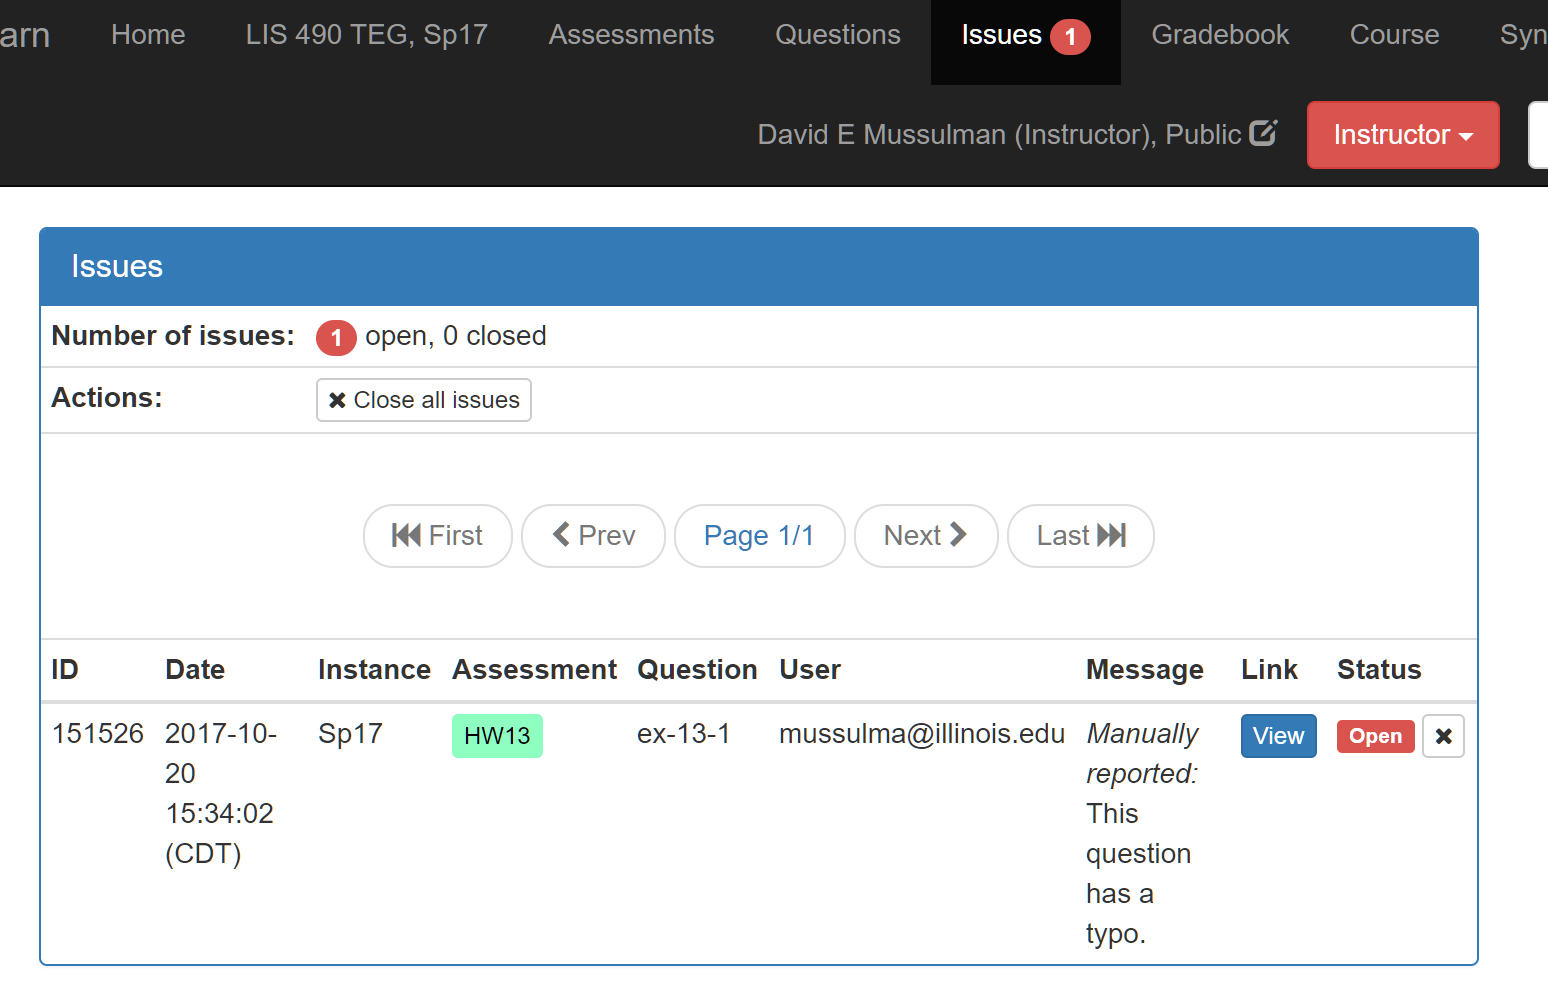 arn Home LIS 490 TEG, Sp17 Assessments Questions Issues 1 Gradebook Course Syn
David E Mussulman (Instructor), Public Instructor
Issues
Number of issues: 1 open, 0 closed
Actions: Close all issues
First Prev Page 1/1 Next Last
ID Date Instance Assessment Question User Message Link Status
151526 2017-10- Sp17 HW13 ex-13-1 mussulma@illinois.edu Manually View Open
20 reported:
15:34:02 This
(CDT) question
has a
typo.